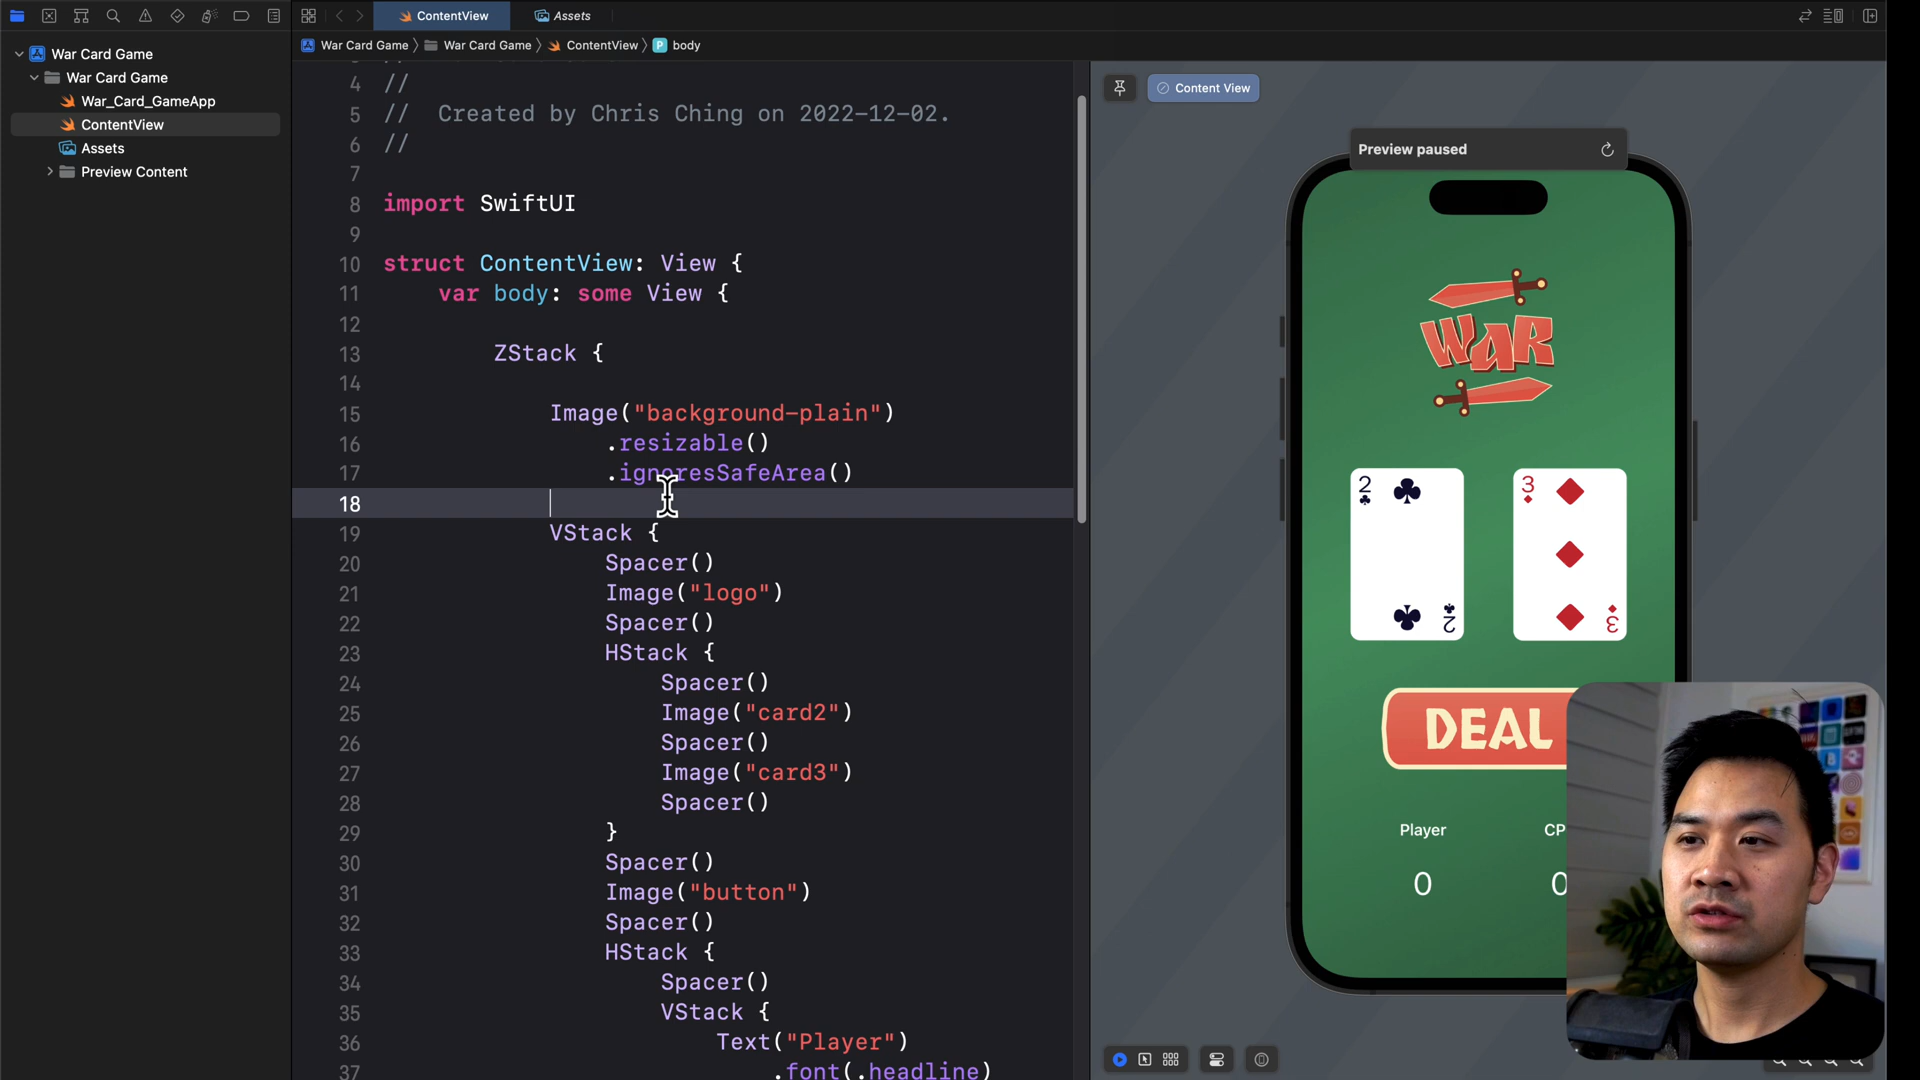 ContentView
Assets
War Card Game
War Card Game
ContentView
body
War Card Game
War Card Game
War_Card_GameApp
ContentView
Assets
Preview Content
4 //
5 //  Created by Chris Ching on 2022-12-02.
6 //
7
8 import SwiftUI
9
10 struct ContentView: View {
11 var body: some View {
12
13 ZStack {
14
15 Image("background-plain")
16 .resizable()
17 .ignoresSafeArea()
18
19 VStack {
20 Spacer()
21 Image("logo")
22 Spacer()
23 HStack {
24 Spacer()
25 Image("card2")
26 Spacer()
27 Image("card3")
28 Spacer()
29 }
30 Spacer()
31 Image("button")
32 Spacer()
33 HStack {
34 Spacer()
35 VStack {
36 Text("Player")
37 .font(.headline)
Content View
Preview paused
WAR
2
2
3
3
DEAL
Player
CP
0
0